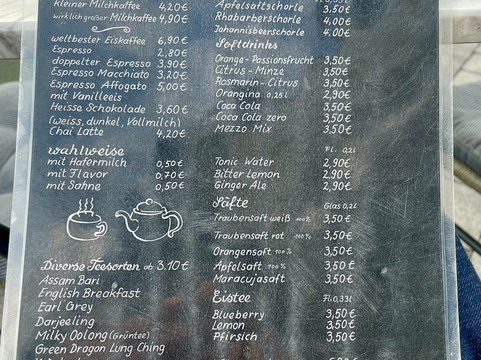 kleiner Milchkaffee 4,20€
wirklich großer Milchkaffee 4,90€
weltbester Eiskaffee 6,90€
Espresso 2,80€
doppelter Espresso 3,90€
Espresso Macchiato 3,20€
Espresso Affogato 5,00€
mit Vanilleeis
Heisse Schokolade 3,60€
(weiss, dunkel, Vollmilch)
Chai Latte 4,20€
wahlweise
mit Hafermilch 0,50€
mit Flavor 0,70€
mit Sahne 0,50€
Diverse Teesorten ab 3,10€
Assam Bari
English Breakfast
Earl Grey
Darjeeling
Milky Oolong (Grüntee)
Green Dragon Lung Ching
Apfelsaftschorle 3,50€
Rhabarberschorle 4,00€
Johannisbeerschorle 4,00€
Softdrinks
Orange-Passionsfrucht 3,50€
Citrus-Minze 3,50€
Rosmarin-Citrus 3,50€
Orangina 0,25l 2,90€
Coca Cola 3,50€
Coca Cola zero 3,50€
Mezzo Mix 3,50€
Fl. 0,2l
Tonic Water 2,90€
Bitter Lemon 2,90€
Ginger Ale 2,90€
Säfte Glas 0,2l
Traubensaft weiß 100% 3,50€
Traubensaft rot 100% 3,50€
Orangensaft 100% 3,50€
Apfelsaft 100% 3,50€
Maracujasaft 3,50€
Eistee Fl. 0,33l
Blueberry 3,50€
Lemon 3,50€
Pfirsich 3,50€